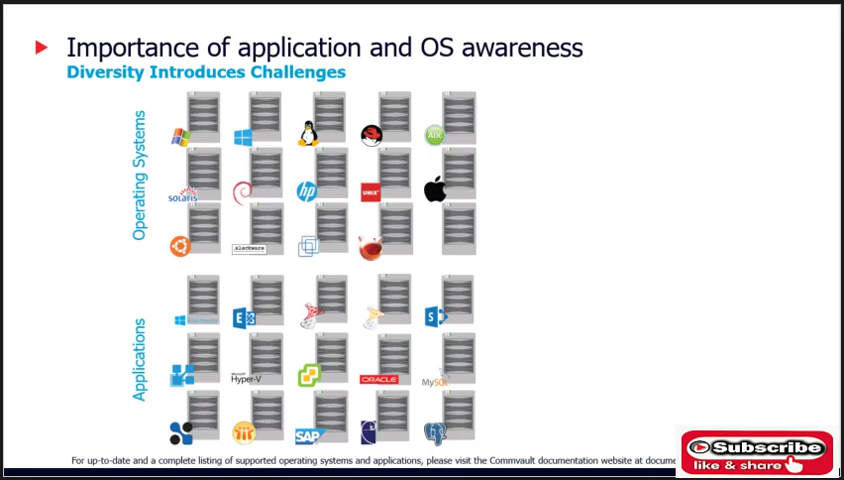 Importance of application and OS awareness
Diversity Introduces Challenges
Operating Systems
AIX
SOLARIS
hp
UNIX
slackware
Applications
E
S
Microsoft
Hyper-V
ORACLE
MySQL
SAP
For up-to-date and a complete listing of supported operating systems and applications, please visit the Commvault documentation website at docume
Subscribe
like & share